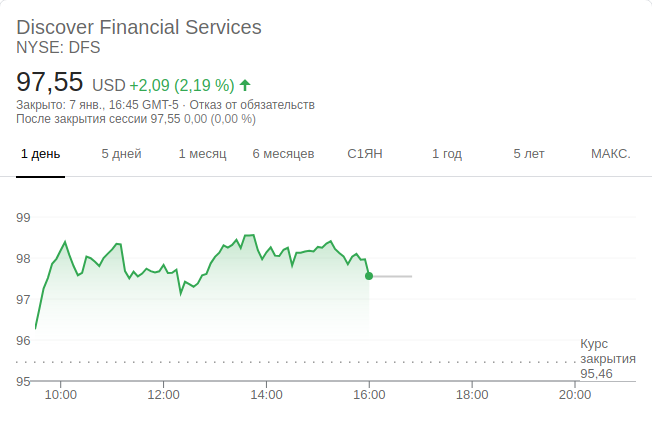 Discover Financial Services
NYSE: DFS
97,55 USD +2,09 (2,19 %)
Закрыто: 7 янв., 16:45 GMT-5 · Отказ от обязательств
После закрытия сессии 97,55 0,00 (0,00 %)
1 день 5 дней 1 месяц 6 месяцев С1ЯН 1 год 5 лет МАКС.
99
98
97
96
Курс
закрытия
95,46
95
10:00 12:00 14:00 16:00 18:00 20:00